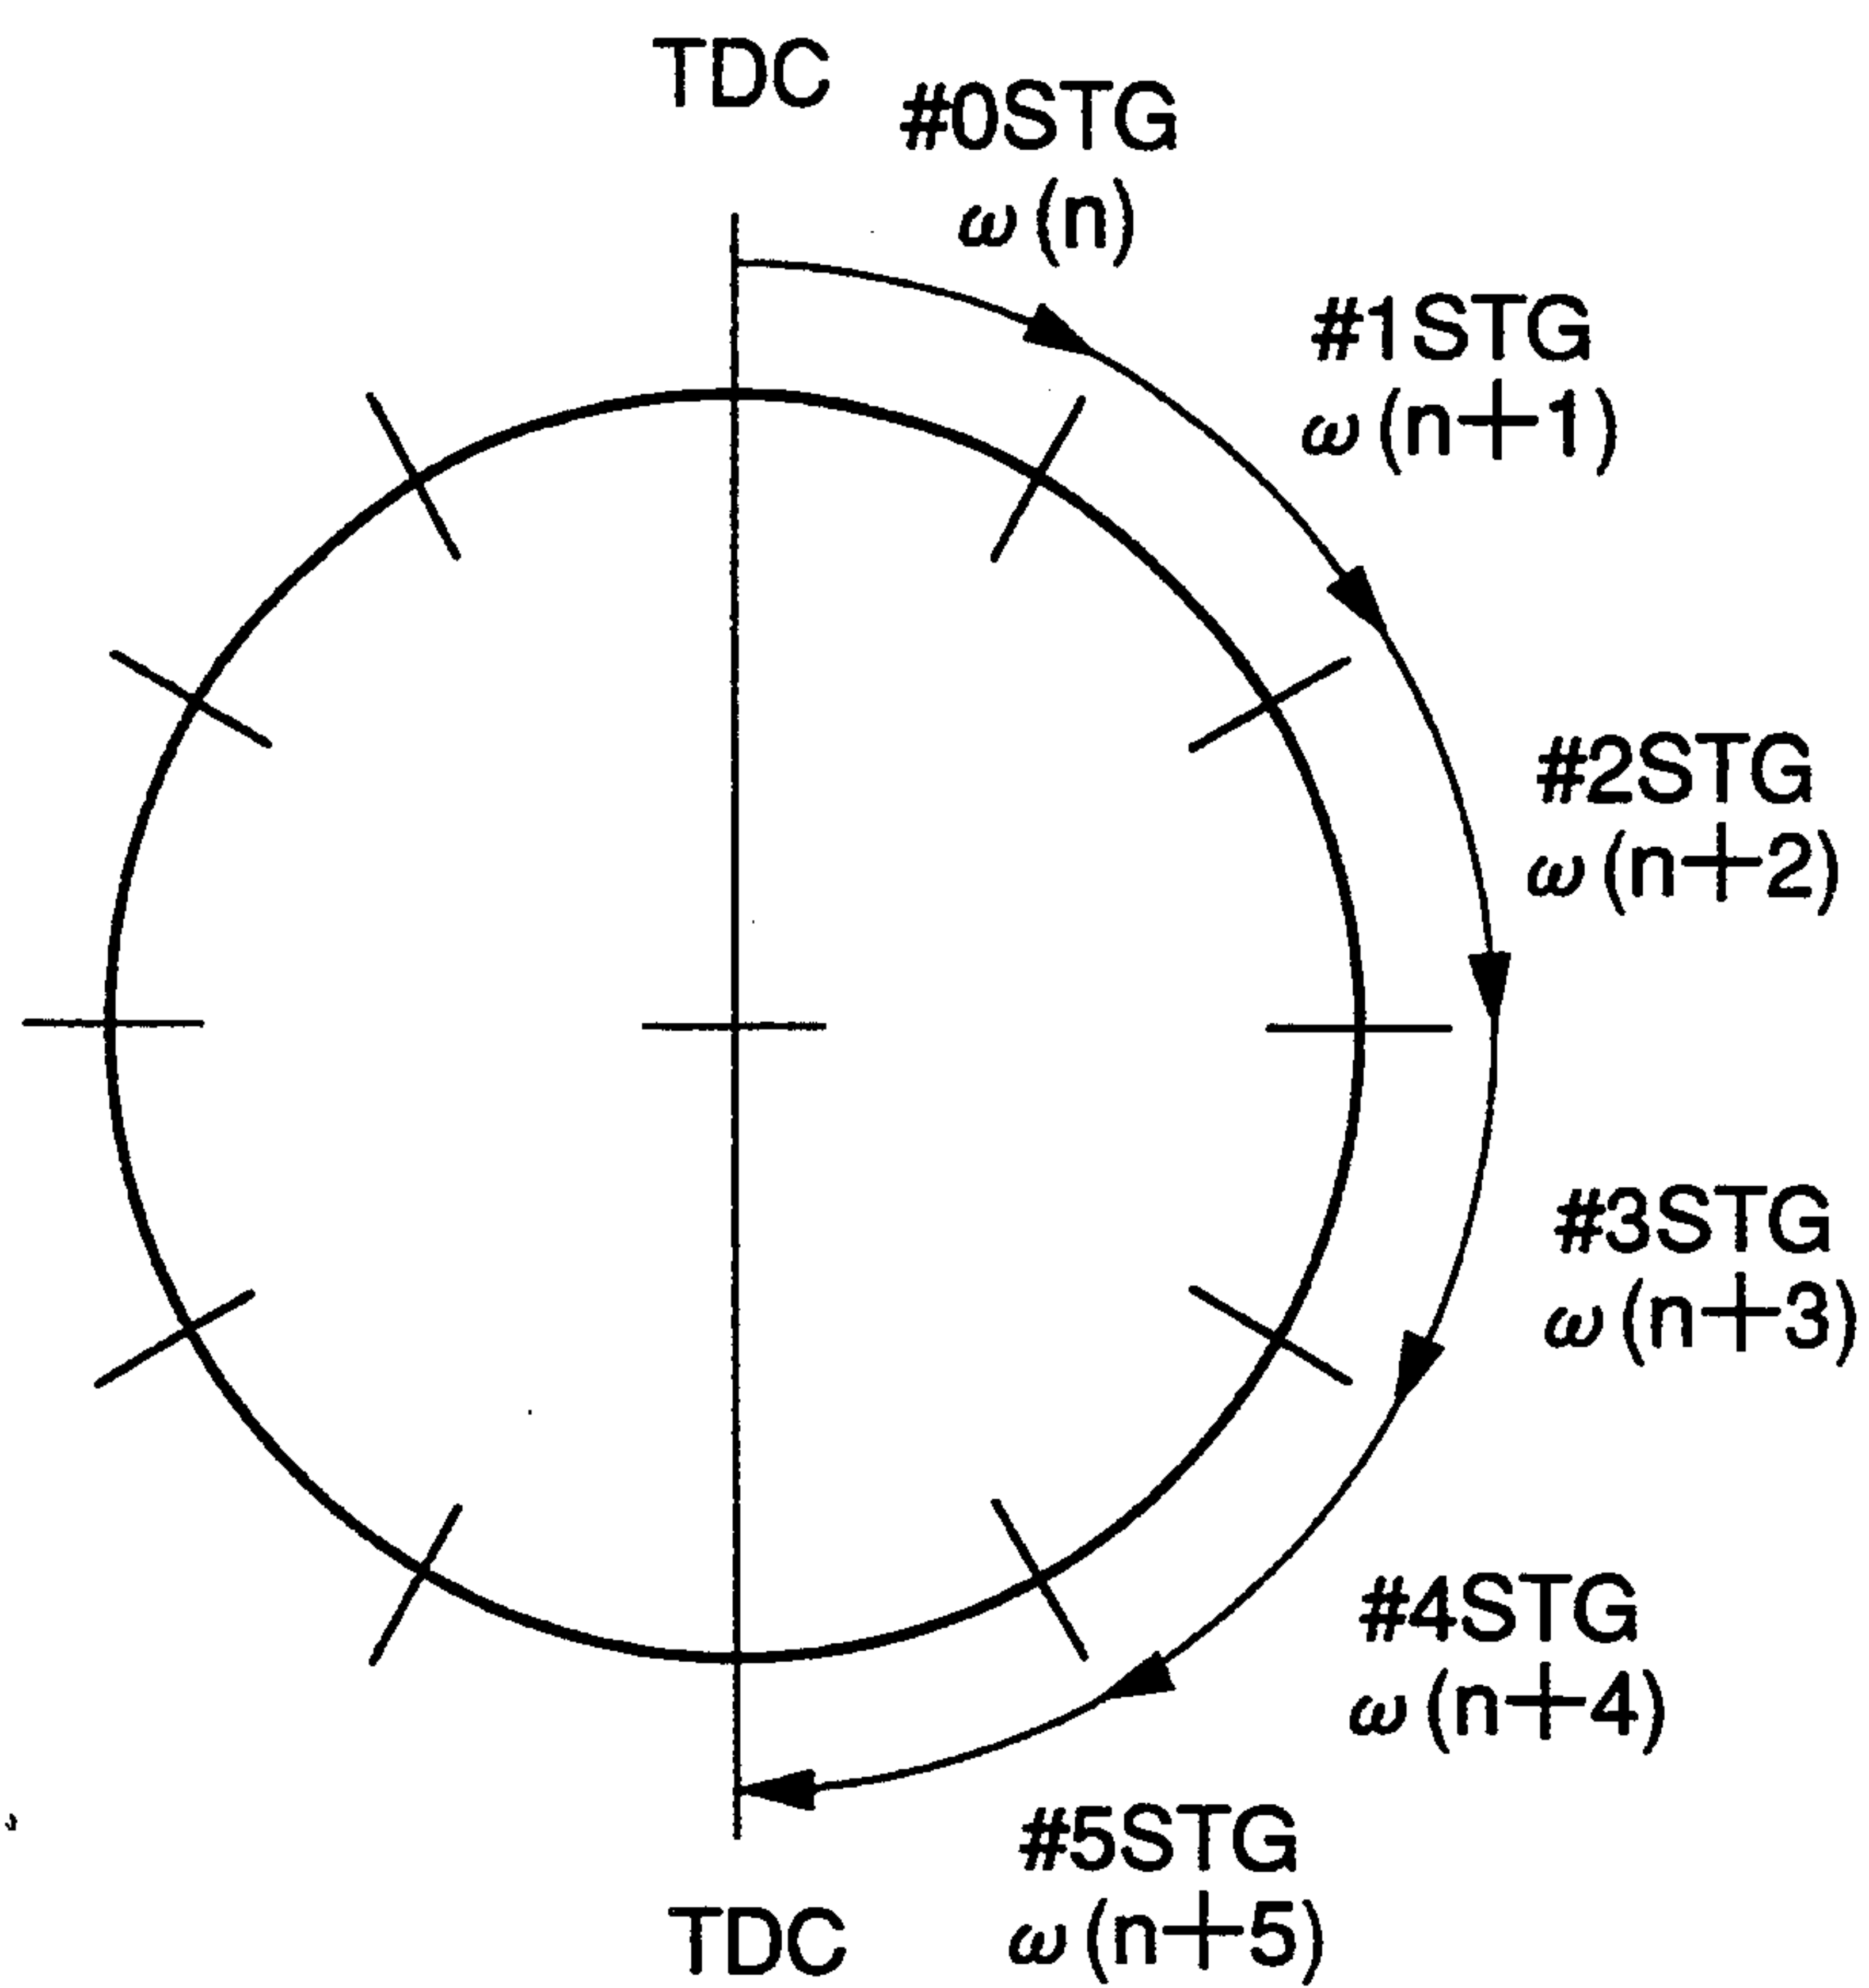 TDC
#0STG
ω(n)
#1STG
ω(n+1)
#2STG
ω(n+2)
#3STG
ω(n+3)
#4STG
ω(n+4)
#5STG
ω(n+5)
TDC